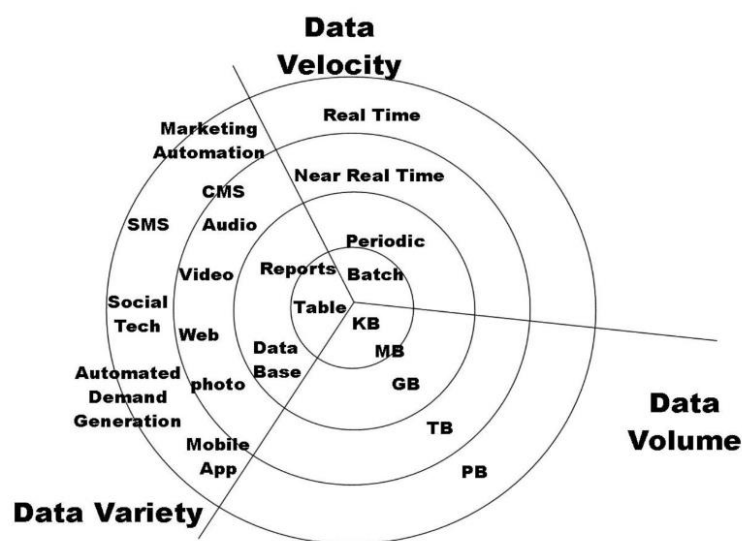 Data
Velocity
Real Time
Marketing
Automation
Near Real Time
CMS
SMS
Audio
Periodic
Reports
Batch
Video
Social
Tech
Table
KB
Web
Data
Base
MB
Automated
Demand
Generation
photo
GB
Data
Volume
TB
Mobile
App
PB
Data Variety